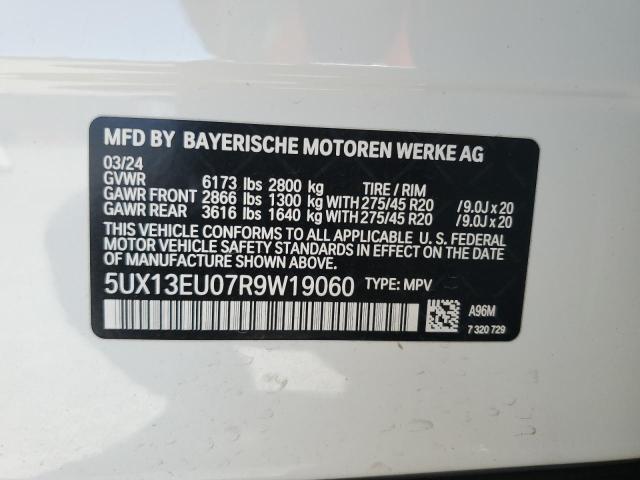 MFD BY BAYERISCHE MOTOREN WERKE AG
03/24
GVWR 6173 lbs 2800 kg TIRE / RIM
GAWR FRONT 2866 lbs 1300 kg WITH 275/45 R20 /9.0J x 20
GAWR REAR 3616 lbs 1640 kg WITH 275/45 R20 /9.0J x 20
THIS VEHICLE CONFORMS TO ALL APPLICABLE U. S. FEDERAL
MOTOR VEHICLE SAFETY STANDARDS IN EFFECT ON THE DATE
OF MANUFACTURE SHOWN ABOVE.
5UX13EU07R9W19060 TYPE: MPV
A96M
7 320 729